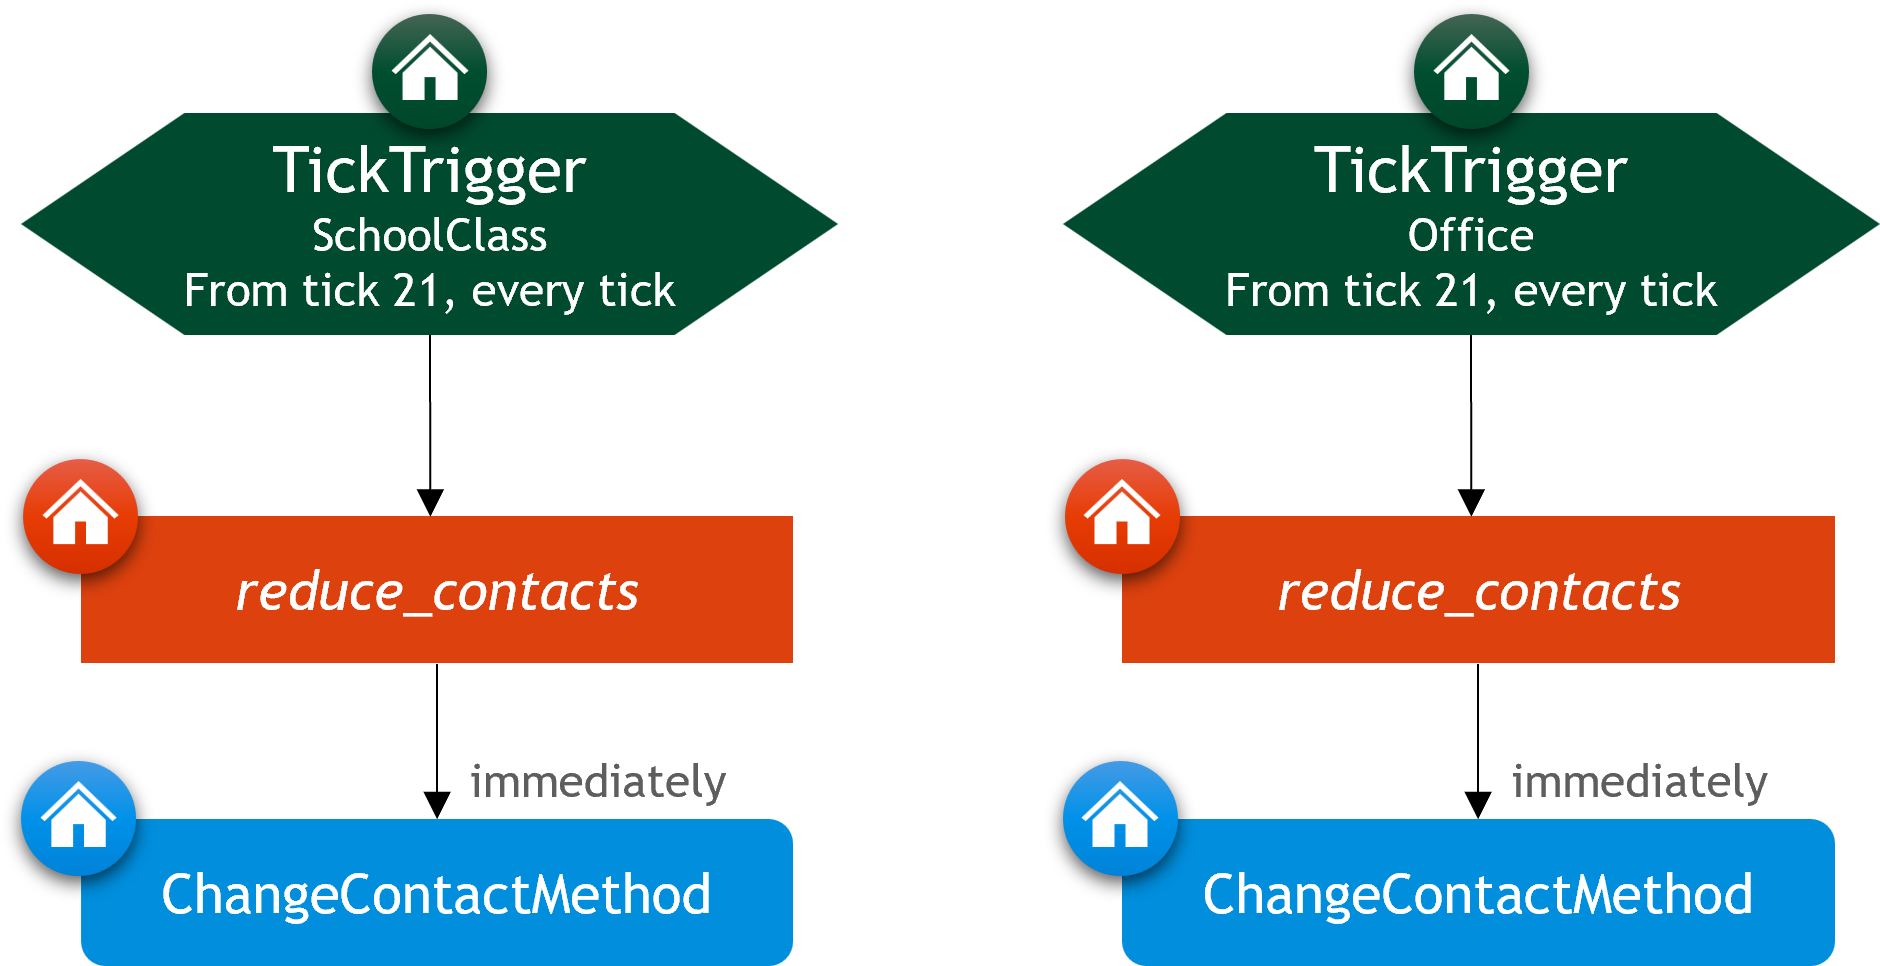 TickTrigger
SchoolClass
From tick 21, every tick
reduce_contacts
immediately
ChangeContactMethod
TickTrigger
Office
From tick 21, every tick
reduce_contacts
immediately
ChangeContactMethod